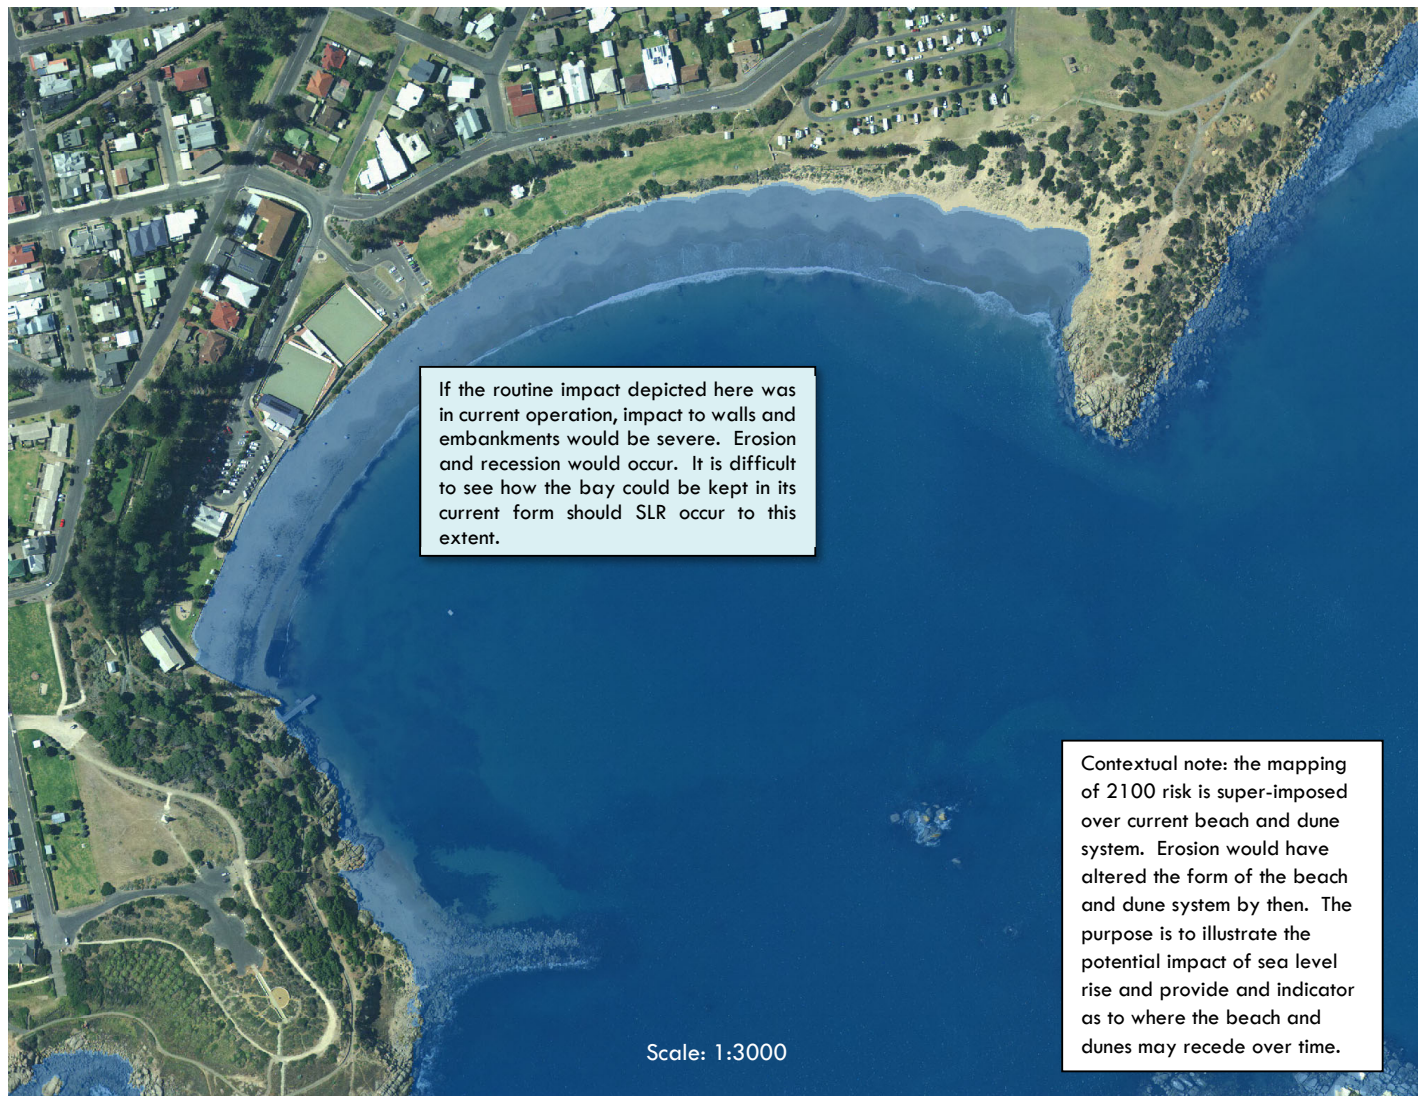 If the routine impact depicted here was
in current operation, impact to walls and
embankments would be severe. Erosion
and recession would occur. It is difficult
to see how the bay could be kept in its
current form should SLR occur to this
extent.
Contextual note: the mapping
of 2100 risk is super-imposed
over current beach and dune
system. Erosion would have
altered the form of the beach
and dune system by then. The
purpose is to illustrate the
potential impact of sea level
rise and provide and indicator
as to where the beach and
dunes may recede over time.
Scale: 1:3000